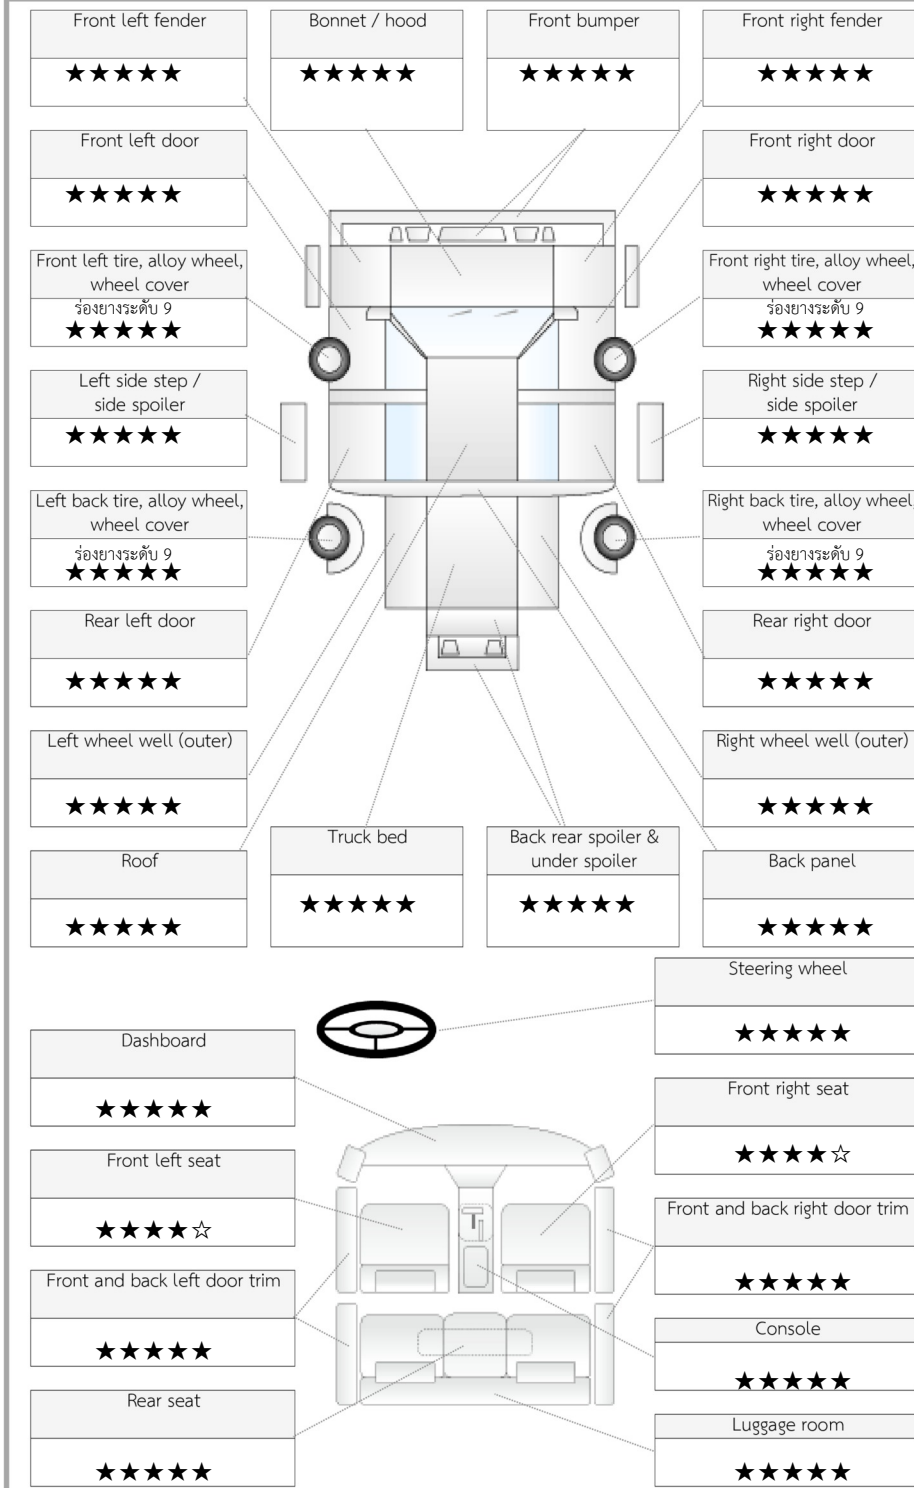 Front left fender
★★★★★
Bonnet / hood
★★★★★
Front bumper
★★★★★
Front right fender
★★★★★
Front left door
★★★★★
Front right door
★★★★★
Front left tire, alloy wheel,
wheel cover
ร่องยางระดับ 9
★★★★★
Front right tire, alloy wheel,
wheel cover
ร่องยางระดับ 9
★★★★★
Left side step /
side spoiler
★★★★★
Right side step /
side spoiler
★★★★★
Left back tire, alloy wheel,
wheel cover
ร่องยางระดับ 9
★★★★★
Right back tire, alloy wheel,
wheel cover
ร่องยางระดับ 9
★★★★★
Rear left door
★★★★★
Rear right door
★★★★★
Left wheel well (outer)
★★★★★
Right wheel well (outer)
★★★★★
Roof
★★★★★
Truck bed
★★★★★
Back rear spoiler &
under spoiler
★★★★★
Back panel
★★★★★
Steering wheel
★★★★★
Dashboard
★★★★★
Front right seat
★★★★☆
Front left seat
★★★★☆
Front and back right door trim
★★★★★
Front and back left door trim
★★★★★
Console
★★★★★
Rear seat
★★★★★
Luggage room
★★★★★